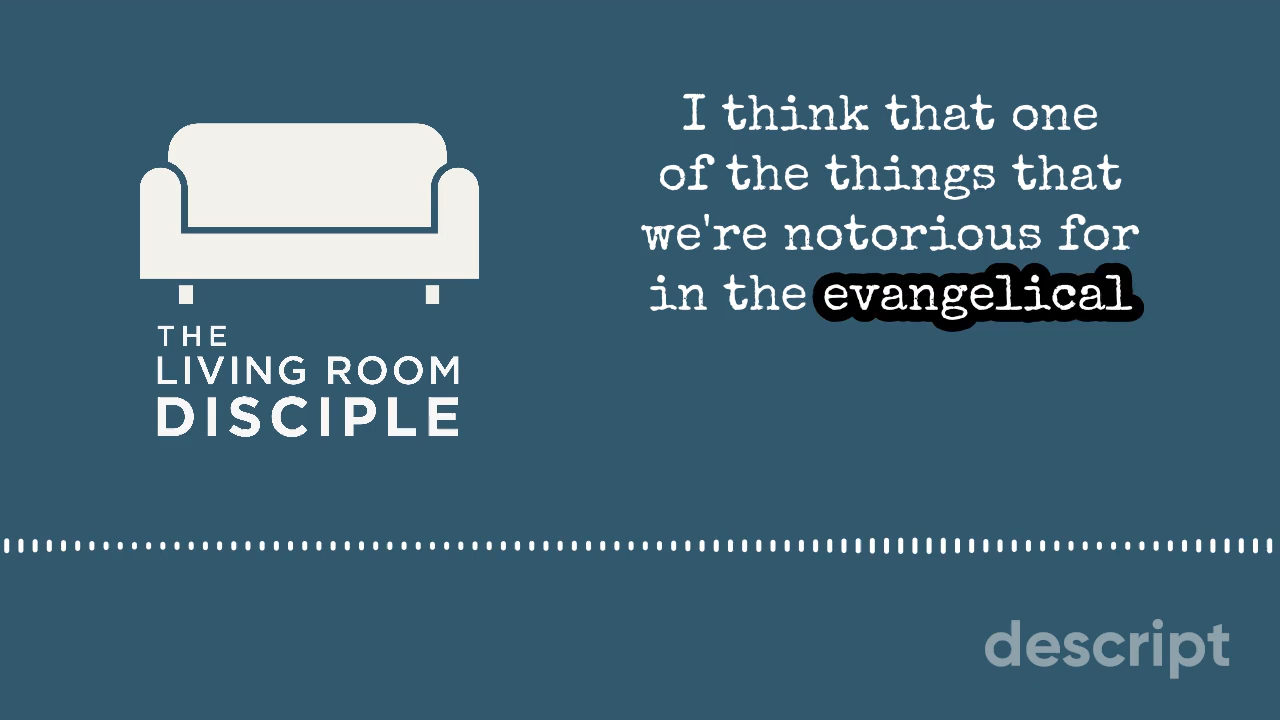 I think that one
of the things that
we're notorious for
in the evangelical
THE
LIVING ROOM
DISCIPLE
descript